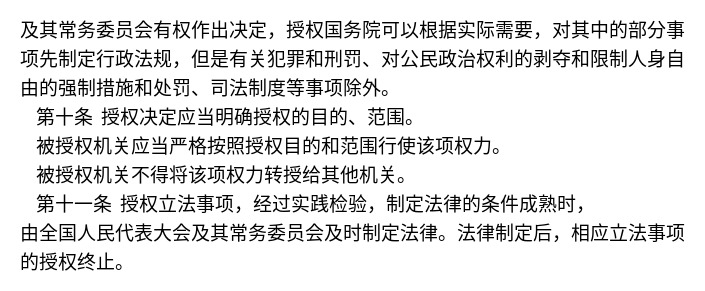 及其常务委员会有权作出决定，授权国务院可以根据实际需要，对其中的部分事
项先制定行政法规，但是有关犯罪和刑罚、对公民政治权利的剥夺和限制人身自
由的强制措施和处罚、司法制度等事项除外。
第十条 授权决定应当明确授权的目的、范围。
被授权机关应当严格按照授权目的和范围行使该项权力。
被授权机关不得将该项权力转授给其他机关。
第十一条 授权立法事项，经过实践检验，制定法律的条件成熟时，
由全国人民代表大会及其常务委员会及时制定法律。法律制定后，相应立法事项
的授权终止。